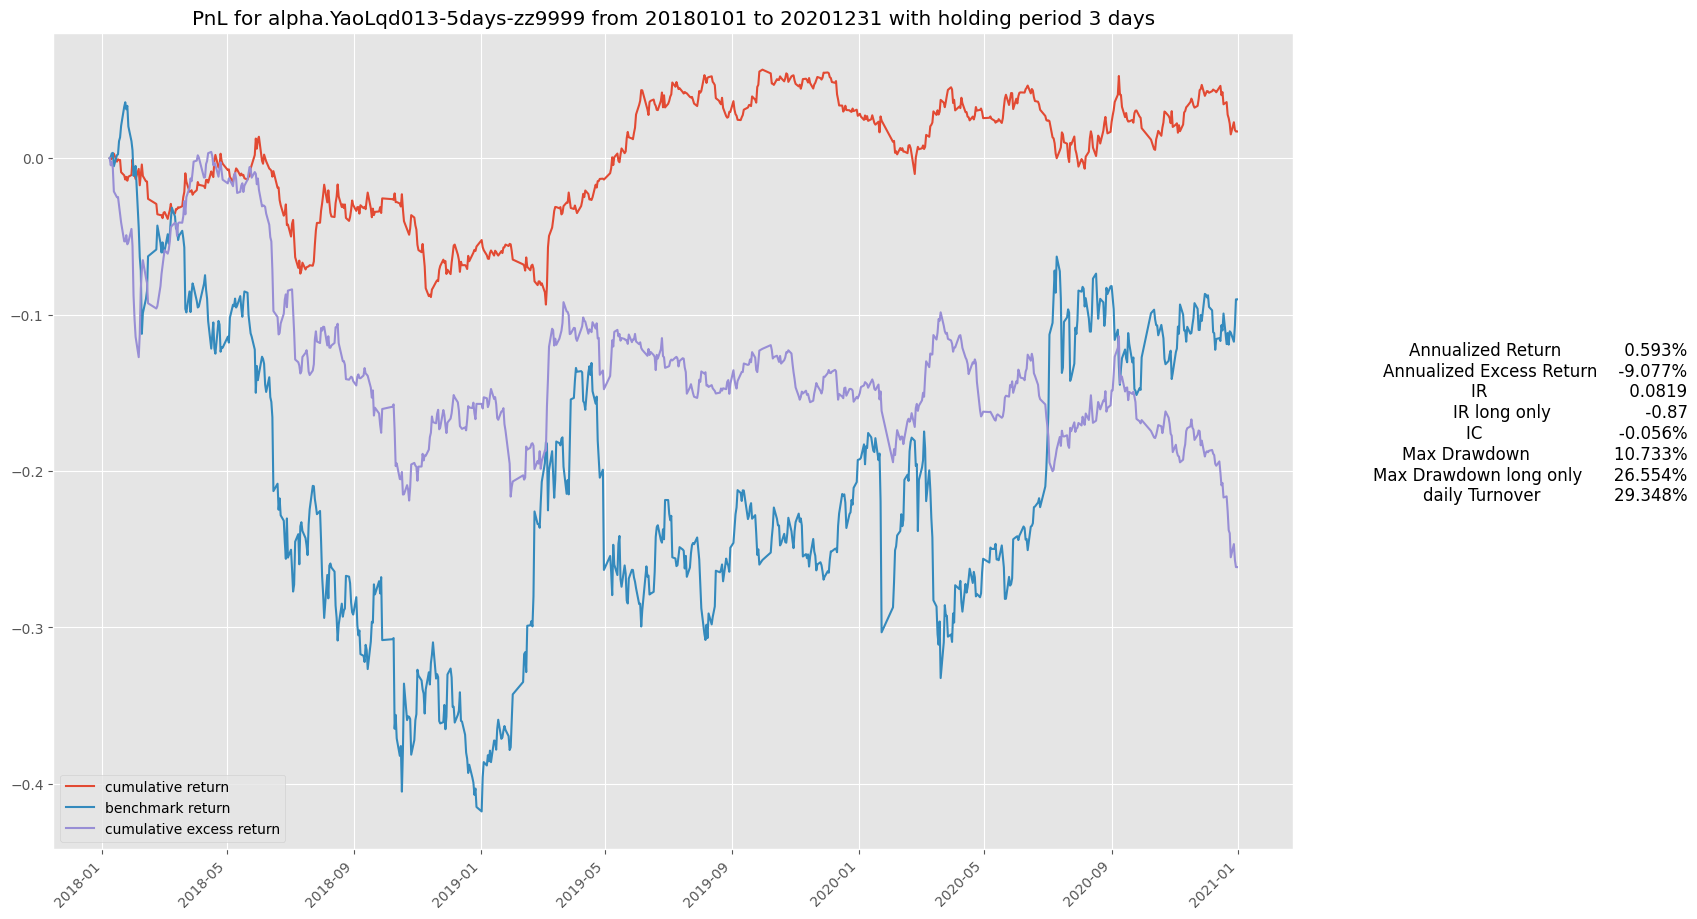 PnL for alpha.YaoLqd013-5days-zz9999 from 20180101 to 20201231 with holding period 3 days
0.0
−0.1
−0.2
−0.3
−0.4
cumulative return
benchmark return
cumulative excess return
2018-01
2018-05
2018-09
2019-01
2019-05
2019-09
2020-01
2020-05
2020-09
2021-01
Annualized Return 0.593%
Annualized Excess Return -9.077%
IR 0.0819
IR long only -0.87
IC -0.056%
Max Drawdown 10.733%
Max Drawdown long only 26.554%
daily Turnover 29.348%